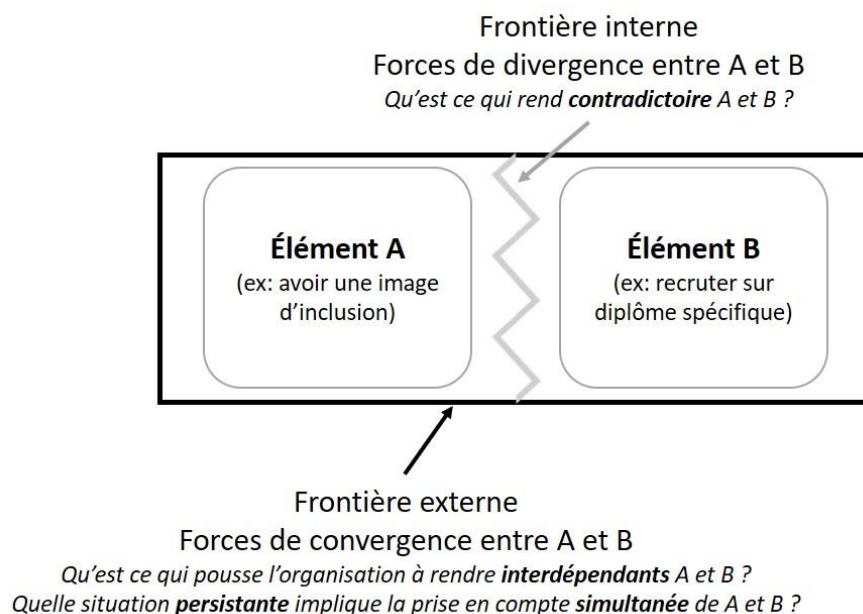 Frontière interne
Forces de divergence entre A et B
Qu’est ce qui rend contradictoire A et B ?
Élément A
(ex: avoir une image
d’inclusion)
Élément B
(ex: recruter sur
diplôme spécifique)
Frontière externe
Forces de convergence entre A et B
Qu’est ce qui pousse l’organisation à rendre interdépendants A et B ?
Quelle situation persistante implique la prise en compte simultanée de A et B ?